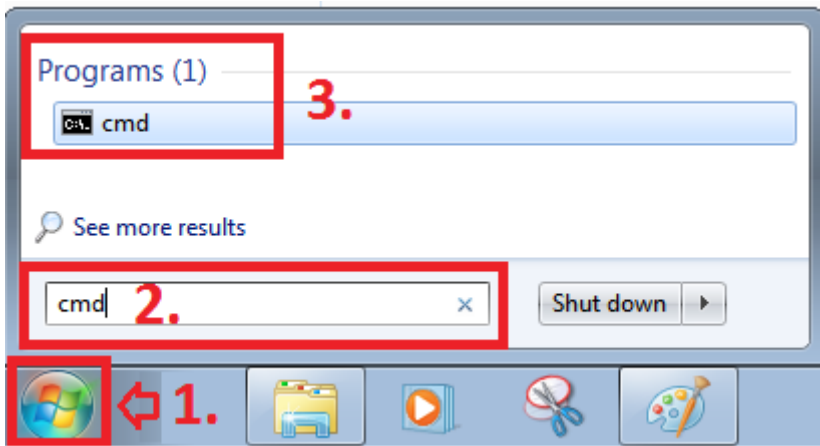 Programs (1)
3.
C:\.
cmd
See more results
cmd
2.
Shut down
1.